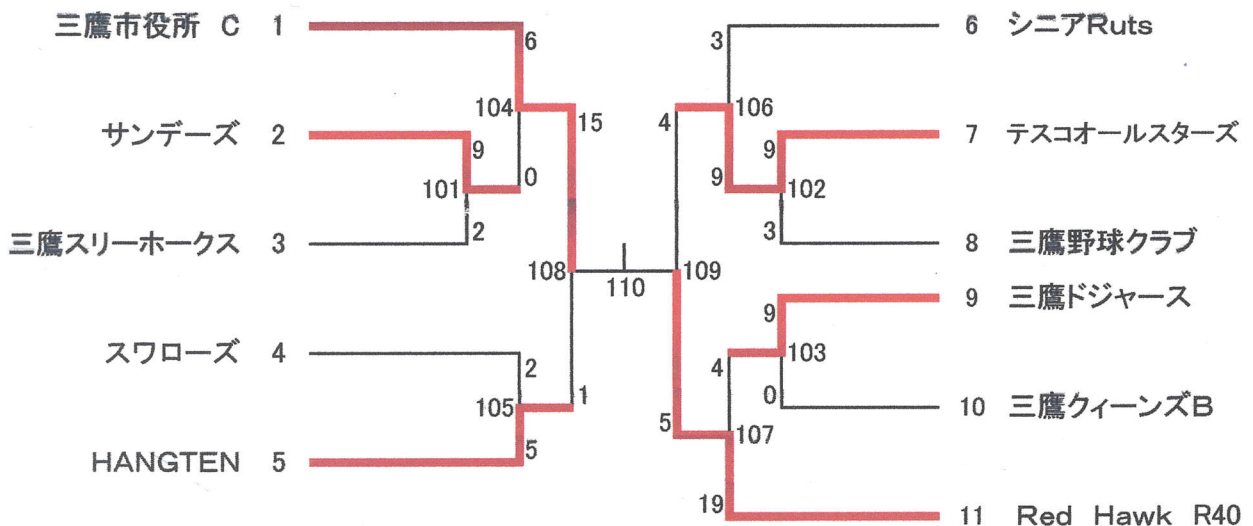 三鷹市役所 C 1
6
3
6 シニアRuts
104
15
4
106
サンデーズ 2
9
9
7 テスコオールスターズ
101
0
9
102
三鷹スリーホークス 3
2
3
8 三鷹野球クラブ
108
110
109
9
9 三鷹ドジャース
スワローズ 4
2
4
103
105
1
0
10 三鷹クィーンズB
5
107
HANGTEN 5
5
19
11 Red Hawk R40